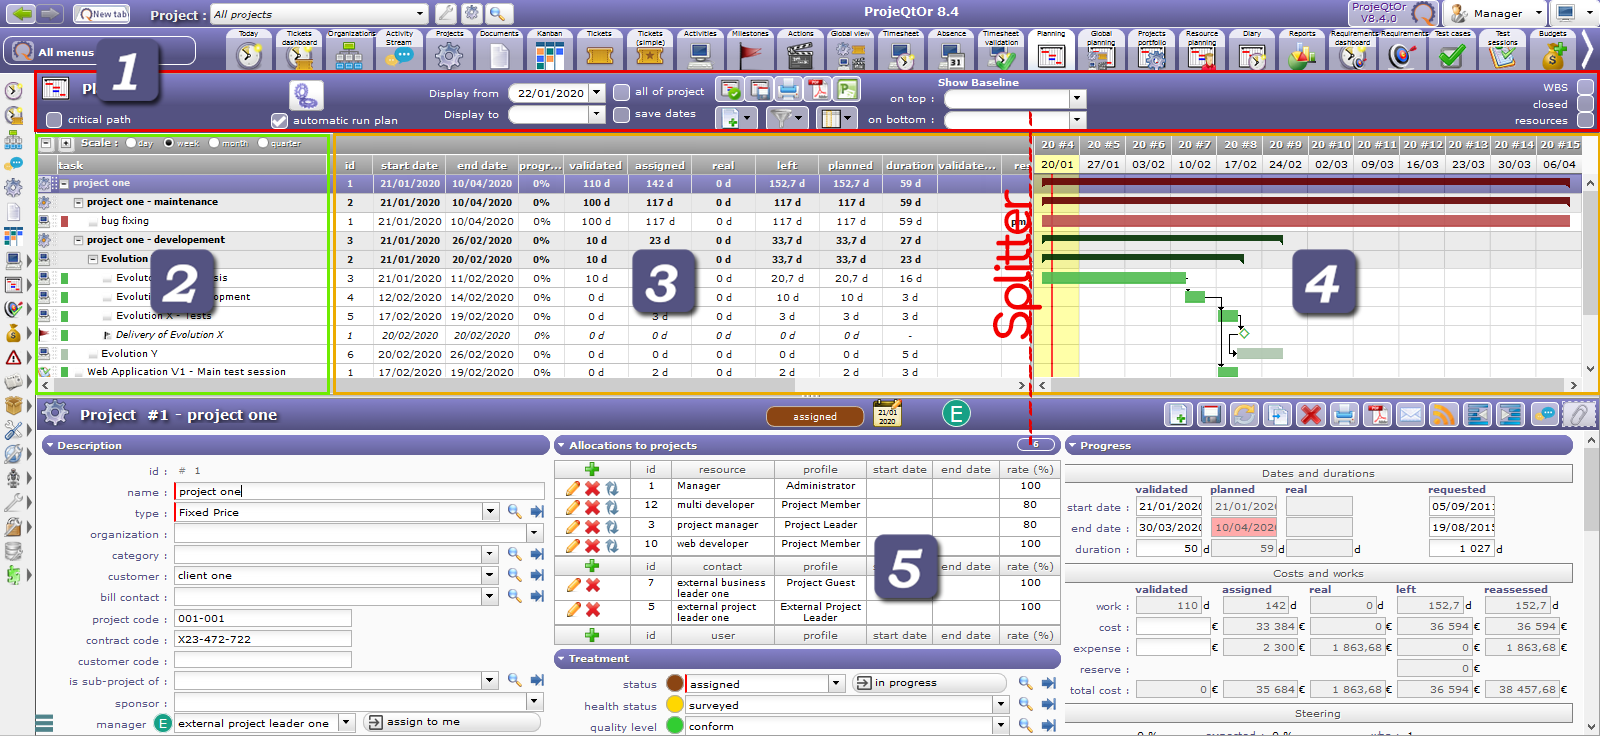 New tab
Project :
All projects
ProjeQtOr 8.4
ProjeQtOr
V8.4.0
Manager
All menus
Today
Tickets dashboard
Organizations
Activity Stream
Projects
Documents
Kanban
Tickets
Tickets (simple)
Activities
Milestones
Actions
Global view
Timesheet
Absence
Timesheet validation
Planning
Global planning
Projects portfolio
Resource planning
Diary
Reports
Requirements dashboard
Requirements
Test cases
Test sessions
Budgets
1
critical path
automatic run plan
Display from 22/01/2020
Display to
all of project
save dates
Show Baseline
on top :
on bottom :
WBS
closed
resources
Scale : day week month quarter
task
id start date end date progr... validated assigned real left planned duration validate...
20 #4 20 #5 20 #6 20 #7 20 #8 20 #9 20 #10 20 #11 20 #12 20 #13 20 #14 20 #15
20/01 27/01 03/02 10/02 17/02 24/02 02/03 09/03 16/03 23/03 30/03 06/04
project one 1 21/01/2020 10/04/2020 0% 110 d 142 d 0 d 152,7 d 152,7 d 59 d
project one - maintenance 2 21/01/2020 10/04/2020 0% 100 d 117 d 0 d 117 d 117 d 59 d
bug fixing 1 21/01/2020 10/04/2020 0% 100 d 117 d 0 d 117 d 117 d 59 d
project one - developement 3 21/01/2020 26/02/2020 0% 10 d 23 d 0 d 33,7 d 33,7 d 27 d
Evolution 2 21/01/2020 20/02/2020 0% 10 d 0 d 33,7 d 33,7 d 23 d
3 21/01/2020 11/02/2020 0% 10 d 0 d 20,7 d 20,7 d 16 d
4 12/02/2020 14/02/2020 0% 0 d 0 d 10 d 10 d 3 d
Evolution X - Tests 5 17/02/2020 19/02/2020 0% 0 d 3 d 0 d 3 d 3 d 3 d
Delivery of Evolution X 1 20/02/2020 20/02/2020 0% 0 d 0 d 0 d 0 d 0 d -
Evolution Y 6 20/02/2020 26/02/2020 0% 0 d 0 d 0 d 0 d 0 d 5 d
Web Application V1 - Main test session 1 17/02/2020 19/02/2020 0% 0 d 2 d 0 d 2 d 2 d 3 d
2
3
Splitter
4
Project #1 - project one
assigned
21/01
2020
E
Description
id : # 1
name : project one
type : Fixed Price
organization :
category :
customer : client one
bill contact :
project code : 001-001
contract code : X23-472-722
customer code :
is sub-project of :
sponsor :
manager E external project leader one assign to me
Allocations to projects 6
id resource profile start date end date rate (%)
1 Manager Administrator 100
12 multi developer Project Member 80
3 project manager Project Leader 80
10 web developer Project Member 100
id contact profile start date end date rate (%)
7 external business leader one Project Guest 100
5 external project leader one External Project Leader 100
id user profile start date end date rate (%)
5
Treatment
status assigned in progress
health status surveyed
quality level conform
Progress
Dates and durations
validated planned real requested
start date : 21/01/2020 21/01/2020
end date : 30/03/2020 10/04/2020
duration : 50 d 59 d d 1 027 d
Costs and works
validated assigned real left reassessed
work : 110 d 142 d 0 d 152,7 d 152,7 d
cost : € 33 384 € 0 € 36 594 € 36 594 €
expense : € 2 300 € 1 863,68 € 0 € 1 863,68 €
reserve : 0 €
total cost : 0 € 35 684 € 1 863,68 € 36 594 € 38 457,68 €
Steering